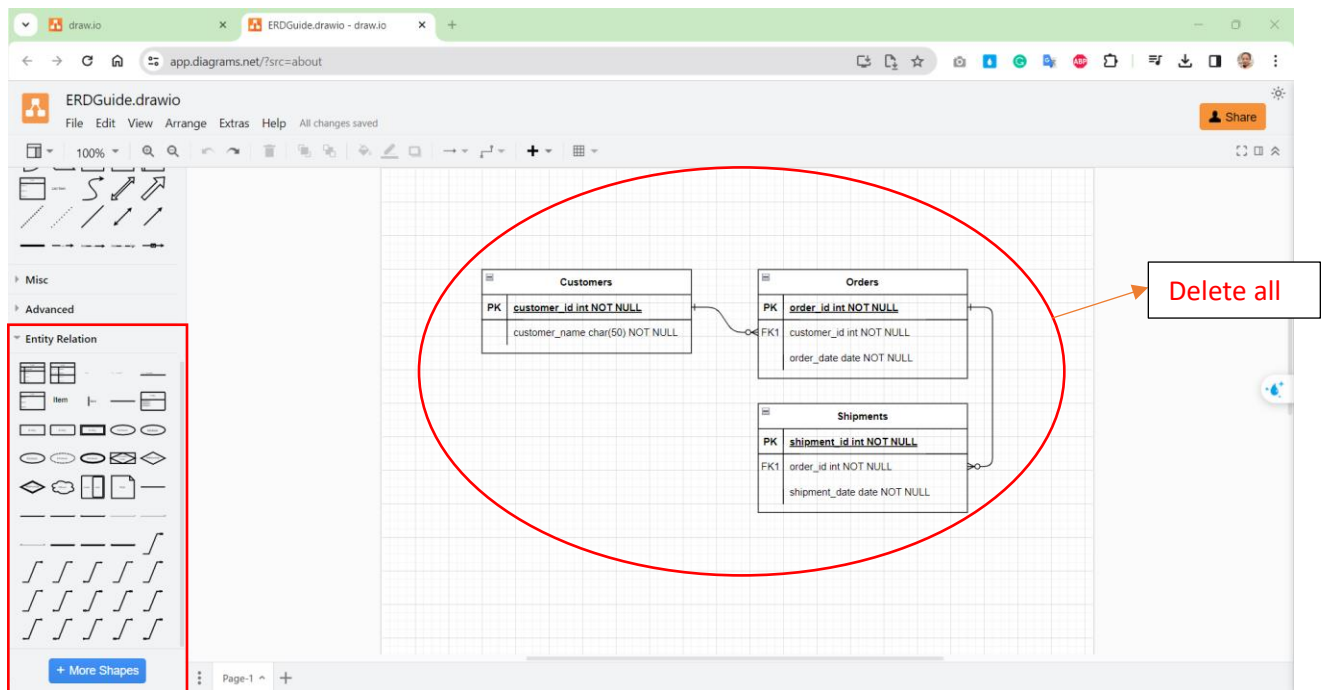 draw.io
ERDGuide.drawio - draw.io
app.diagrams.net/?src=about
ABP
ERDGuide.drawio
File Edit View Arrange Extras Help All changes saved
Share
100%
Misc
Advanced
Entity Relation
Item
+ More Shapes
Customers
PK customer_id int NOT NULL
customer_name char(50) NOT NULL
Orders
PK order_id int NOT NULL
FK1 customer_id int NOT NULL
order_date date NOT NULL
Shipments
PK shipment_id int NOT NULL
FK1 order_id int NOT NULL
shipment_date date NOT NULL
Delete all
Page-1